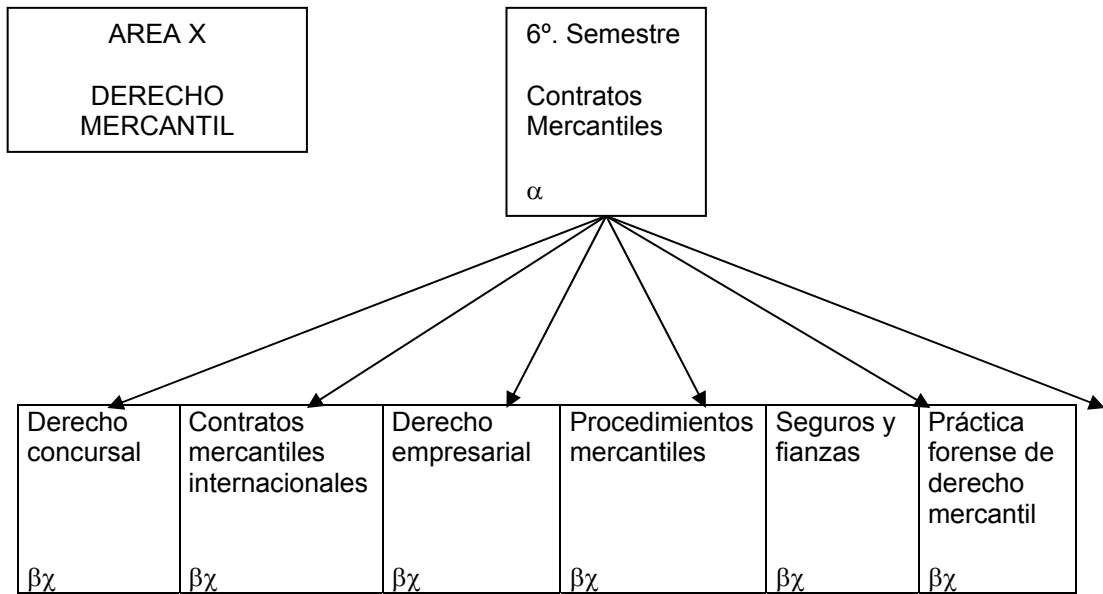 AREA X
DERECHO
MERCANTIL
6º. Semestre
Contratos
Mercantiles
α
Derecho
concursal
βχ
Contratos
mercantiles
internacionales
βχ
Derecho
empresarial
βχ
Procedimientos
mercantiles
βχ
Seguros y
fianzas
βχ
Práctica
forense de
derecho
mercantil
βχ